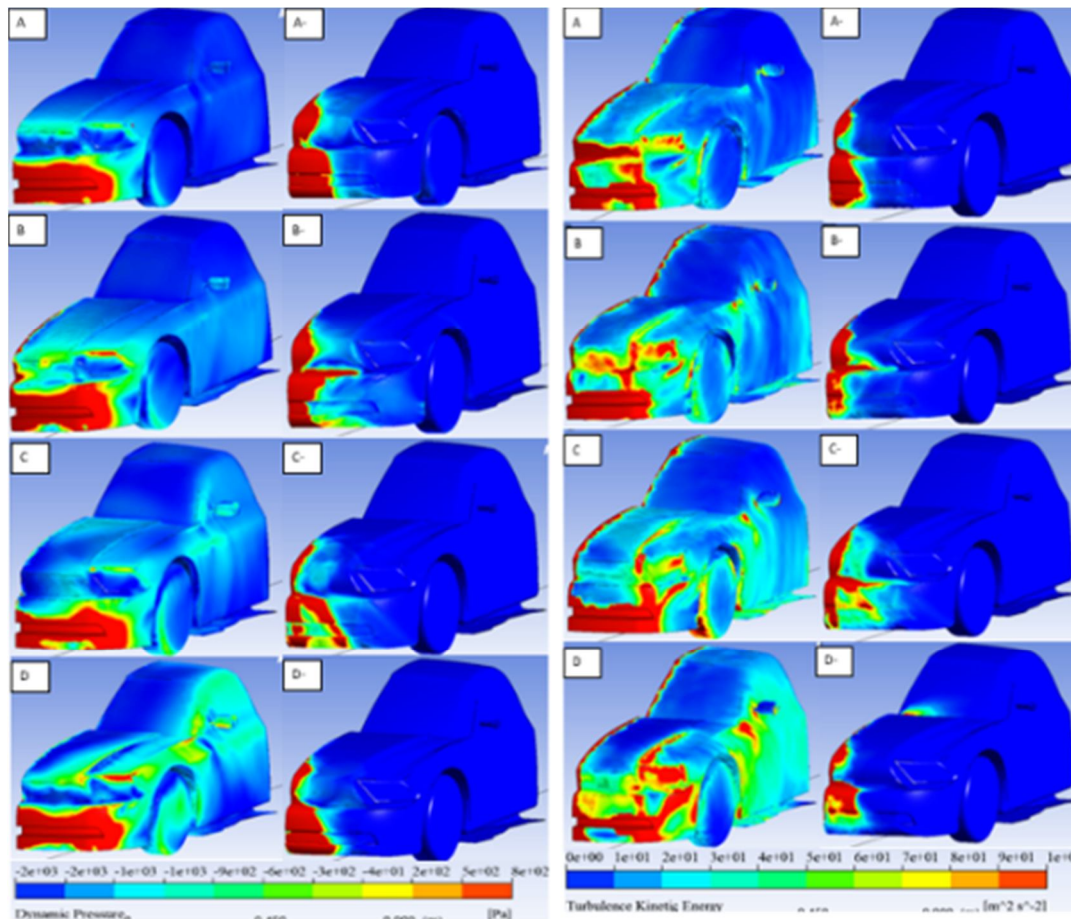 A A- A A-
B B- B B-
C C- C C-
D D- D D-
-2e+03 -2e+03 -1e+03 -1e+03 -9e+02 -6e+02 -3e+02 -4e+01 2e+02 5e+02 8e+02
0e+00 1e+01 2e+01 3e+01 4e+01 5e+01 6e+01 7e+01 8e+01 9e+01 1e+0
Dynamic Pressure [Pa]
Turbulence Kinetic Energy [m^2 s^-2]